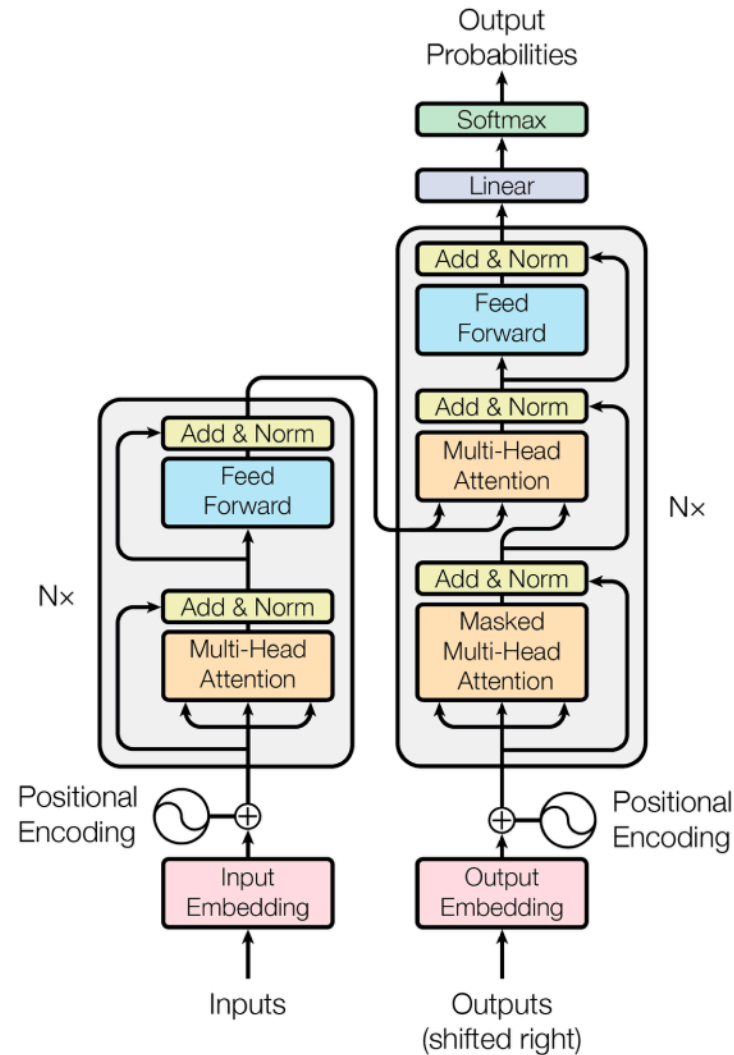 Output
Probabilities
Softmax
Linear
Add & Norm
Feed
Forward
Add & Norm
Multi-Head
Attention
Nx
Add & Norm
Masked
Multi-Head
Attention
Add & Norm
Feed
Forward
Nx
Add & Norm
Multi-Head
Attention
Positional
Encoding
Positional
Encoding
Input
Embedding
Output
Embedding
Inputs
Outputs
(shifted right)